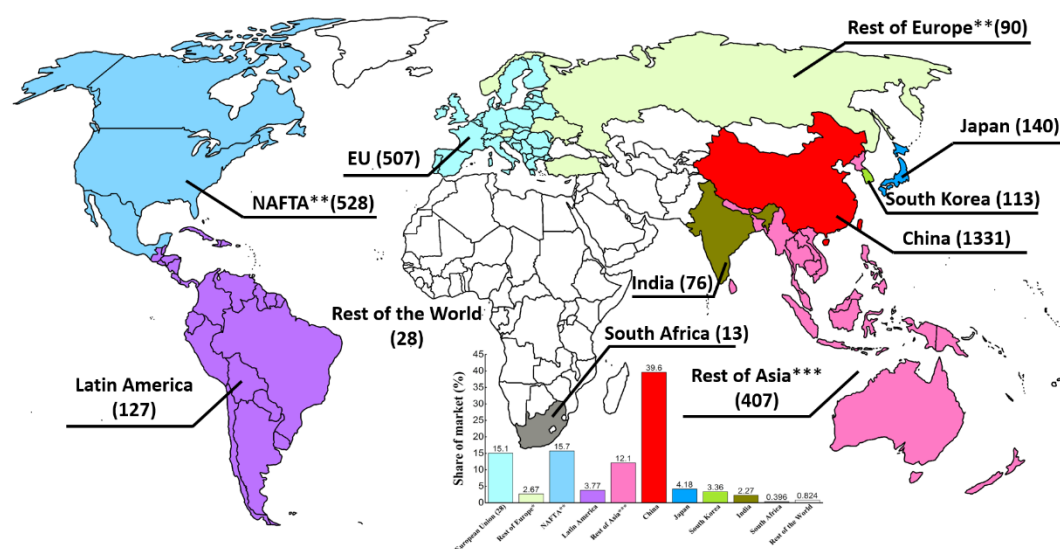 Rest of Europe**(90)
Japan (140)
EU (507)
South Korea (113)
NAFTA**(528)
China (1331)
India (76)
Rest of the World
(28)
South Africa (13)
Latin America
(127)
Rest of Asia***
(407)
Share of market (%)
45
40
35
30
25
20
15
10
5
0
15.1
2.67
15.7
3.77
12.1
39.6
4.18
3.36
2.27
0.396
0.824
European Union (28)
Rest of Europe*
NAFTA**
Latin America
Rest of Asia***
China
Japan
South Korea
India
South Africa
Rest of the World